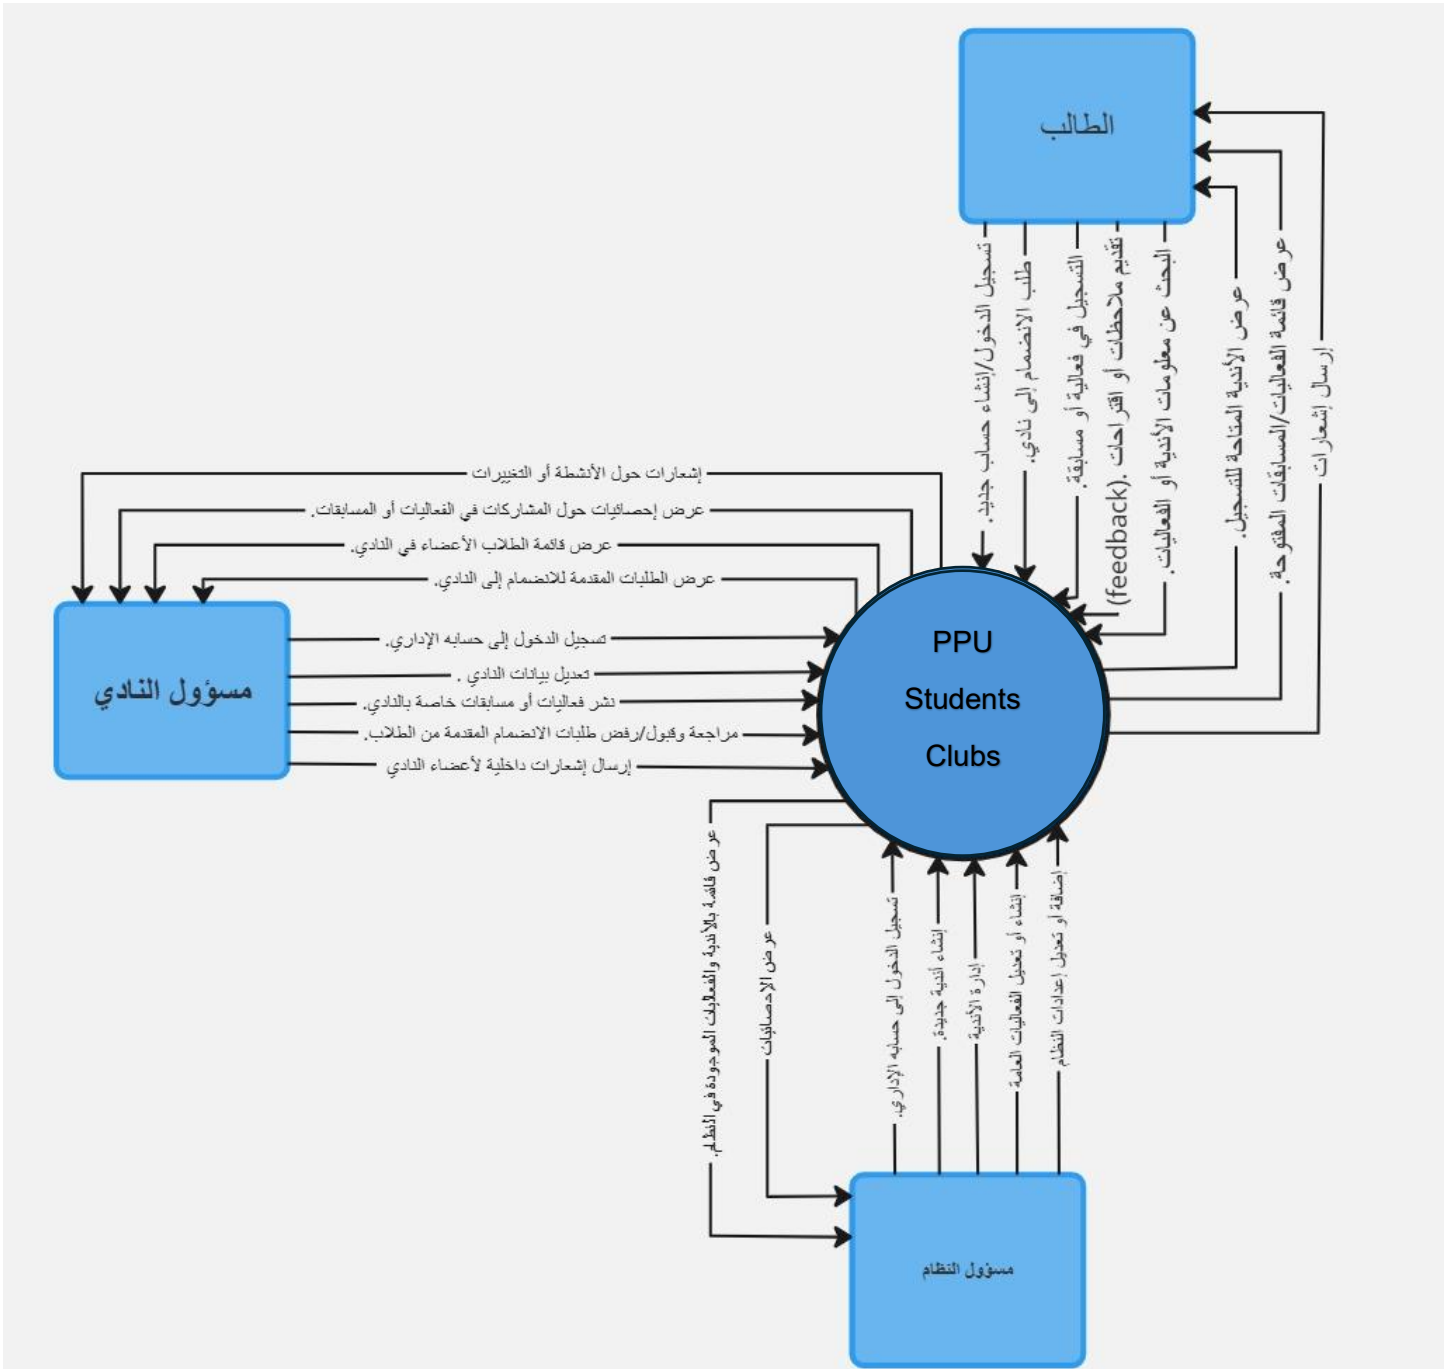 الطالب
تسجيل الدخول/إنشاء حساب جديد.
طلب الانضمام إلى نادي.
التسجيل في فعالية أو مسابقة.
تقديم ملاحظات أو اقتراحات .(feedback)
البحث عن معلومات الأندية أو الفعاليات.
عرض الأندية المتاحة للتسجيل.
عرض قائمة الفعاليات/المسابقات المفتوحة.
إرسال إشعارات
إشعارات حول الأنشطة أو التغييرات
عرض إحصائيات حول المشاركات في الفعاليات أو المسابقات.
عرض قائمة الطلاب الأعضاء في النادي.
عرض الطلبات المقدمة للانضمام إلى النادي.
مسؤول النادي
تسجيل الدخول إلى حسابه الإداري.
تعديل بيانات النادي .
نشر فعاليات أو مسابقات خاصة بالنادي.
مراجعة وقبول/رفض طلبات الانضمام المقدمة من الطلاب.
إرسال إشعارات داخلية لأعضاء النادي
PPU
Students
Clubs
عرض قائمة بالأندية والفعاليات الموجودة في النظام.
عرض الإحصائيات
تسجيل الدخول إلى حسابه الإداري.
إنشاء أندية جديدة.
إدارة الأندية
إنشاء أو تعديل الفعاليات العامة
إضافة أو تعديل إعدادات النظام
مسؤول النظام